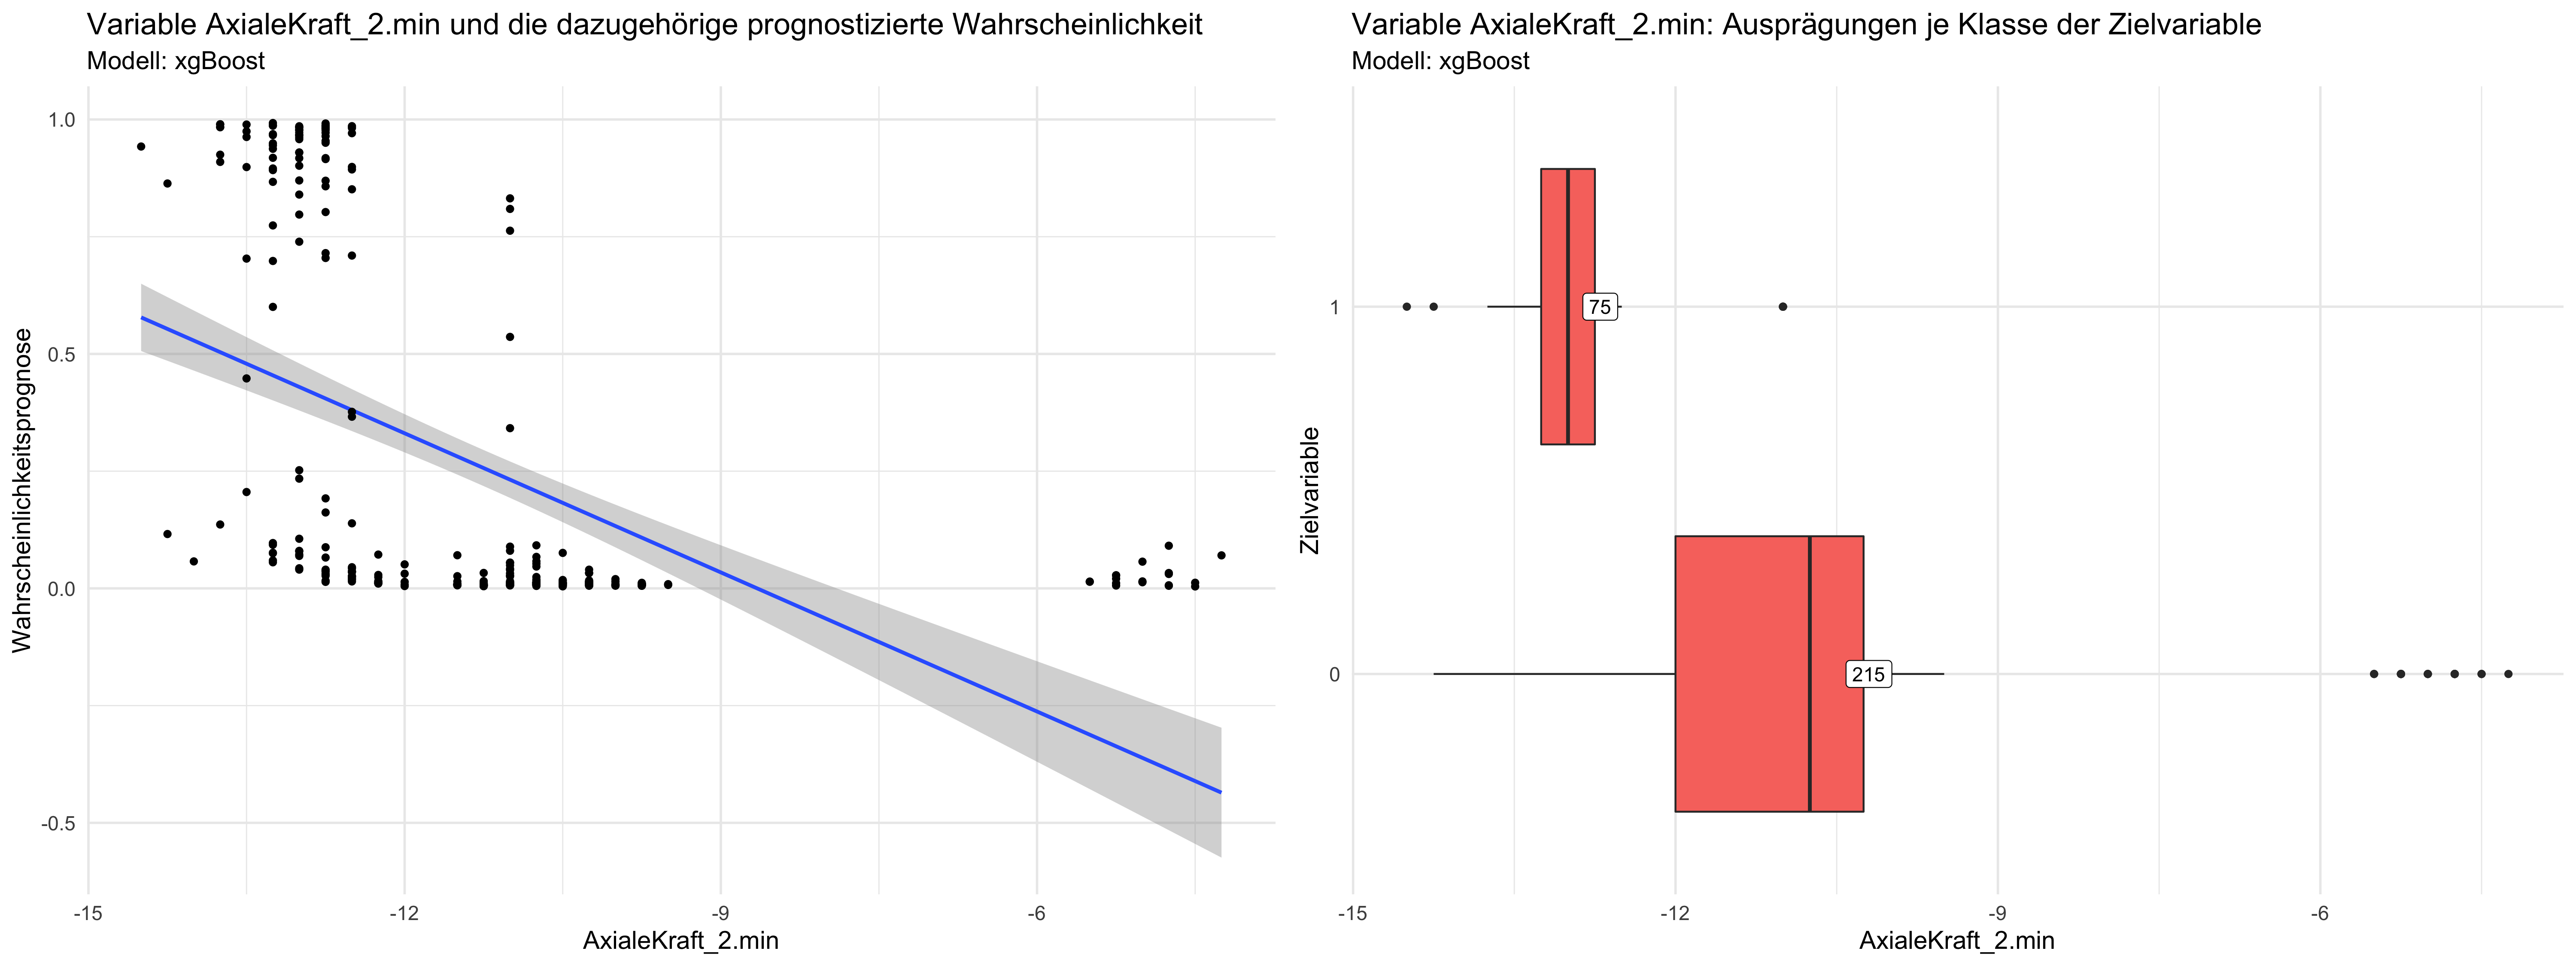 Variable AxialeKraft_2.min und die dazugehörige prognostizierte Wahrscheinlichkeit
Modell: xgBoost
Wahrscheinlichkeitsprognose
1.0
0.5
0.0
-0.5
-15
-12
-9
-6
AxialeKraft_2.min
Variable AxialeKraft_2.min: Ausprägungen je Klasse der Zielvariable
Modell: xgBoost
Zielvariable
1
75
0
215
-15
-12
-9
-6
AxialeKraft_2.min